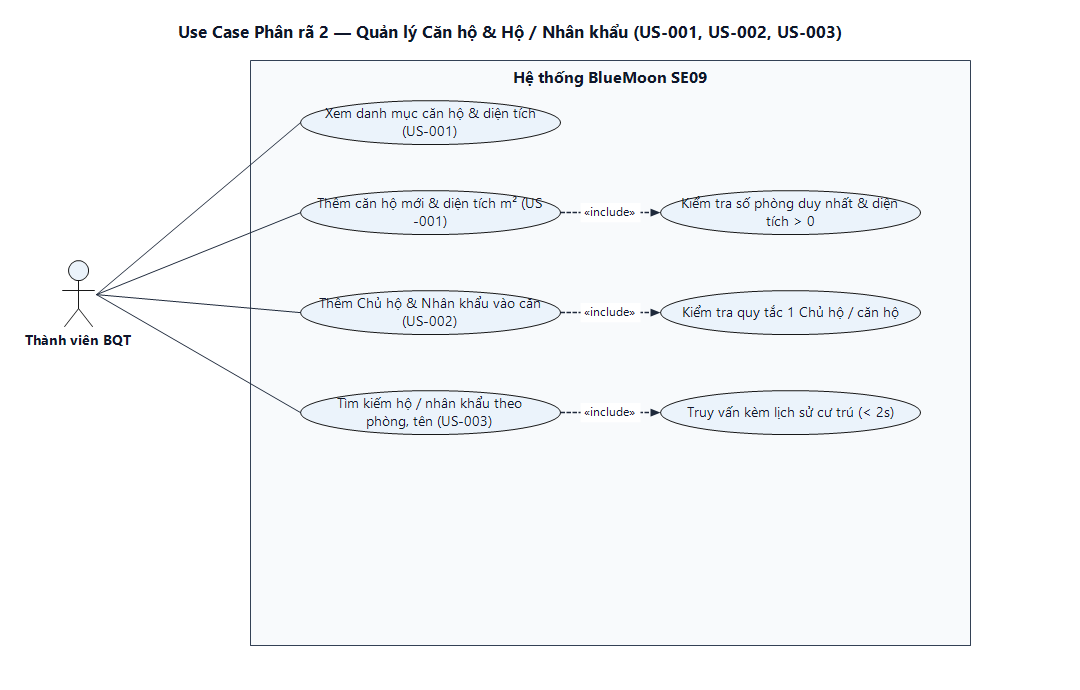 Use Case Phân rã 2 — Quản lý Căn hộ & Hộ / Nhân khẩu (US-001, US-002, US-003)
Hệ thống BlueMoon SE09
Xem danh mục căn hộ & diện tích
(US-001)
Thêm căn hộ mới & diện tích m² (US
-001)
«include»
Kiểm tra số phòng duy nhất & diện
tích > 0
Thêm Chủ hộ & Nhân khẩu vào căn
(US-002)
«include»
Kiểm tra quy tắc 1 Chủ hộ / căn hộ
Thành viên BQT
Tìm kiếm hộ / nhân khẩu theo
phòng, tên (US-003)
«include»
Truy vấn kèm lịch sử cư trú (< 2s)